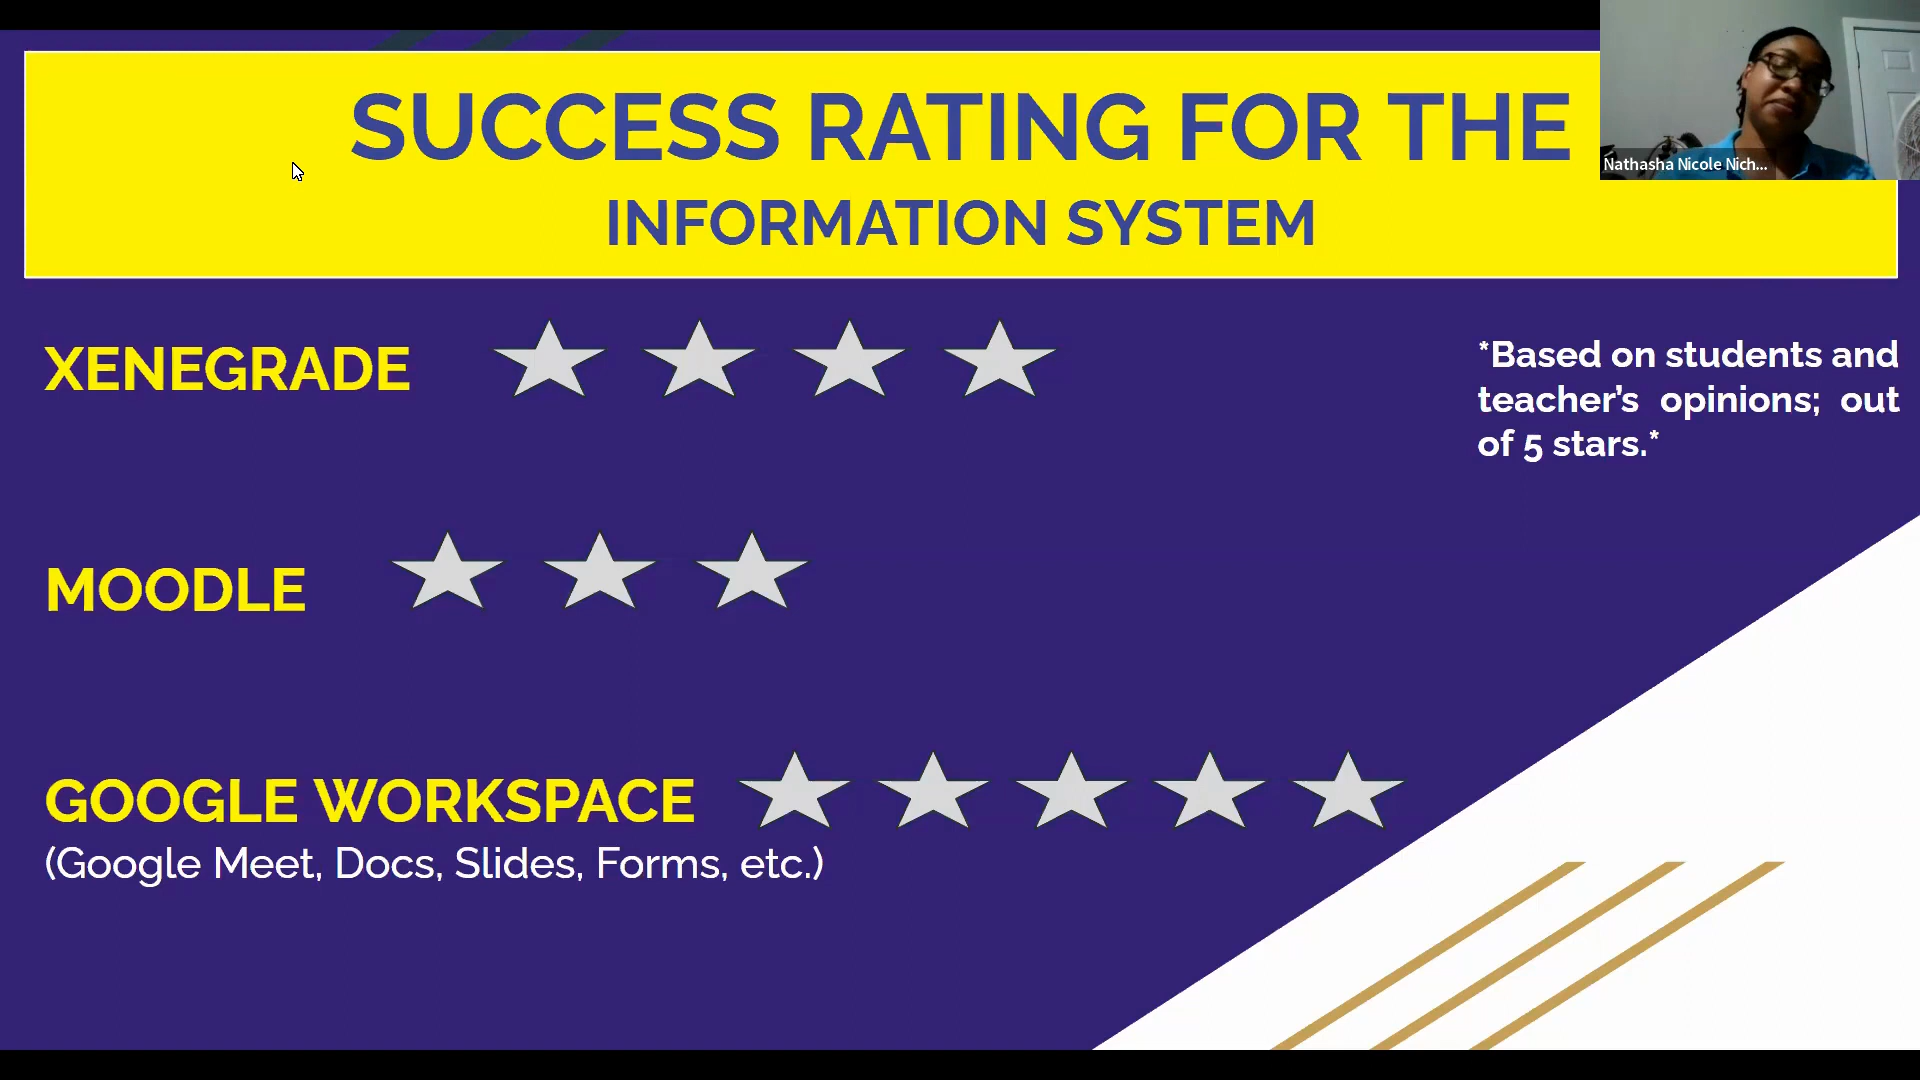 SUCCESS RATING FOR THE
INFORMATION SYSTEM
Nathasha Nicole Nich...
XENEGRADE
*Based on students and
teacher's opinions; out
of 5 stars.*
MOODLE
GOOGLE WORKSPACE
(Google Meet, Docs, Slides, Forms, etc.)